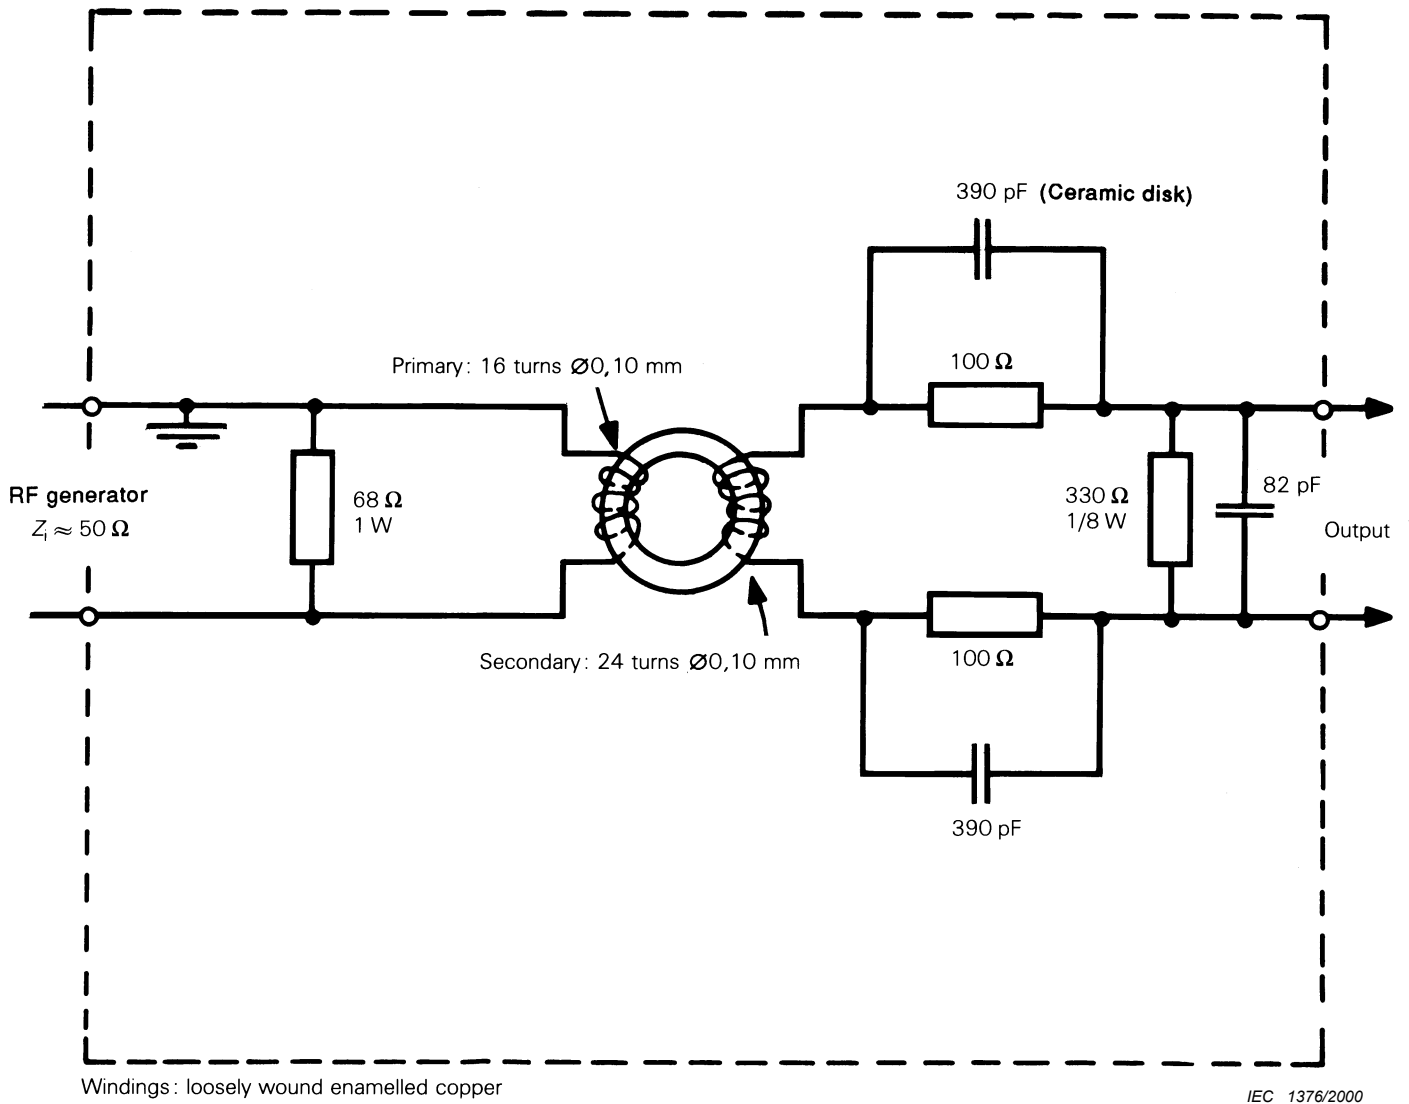 390 pF (Ceramic disk)
Primary: 16 turns Ø0,10 mm
100 Ω
RF generator
Zi ≈ 50 Ω
68 Ω
1 W
330 Ω
1/8 W
82 pF
Output
Secondary: 24 turns Ø0,10 mm
100 Ω
390 pF
Windings: loosely wound enamelled copper
IEC 1376/2000